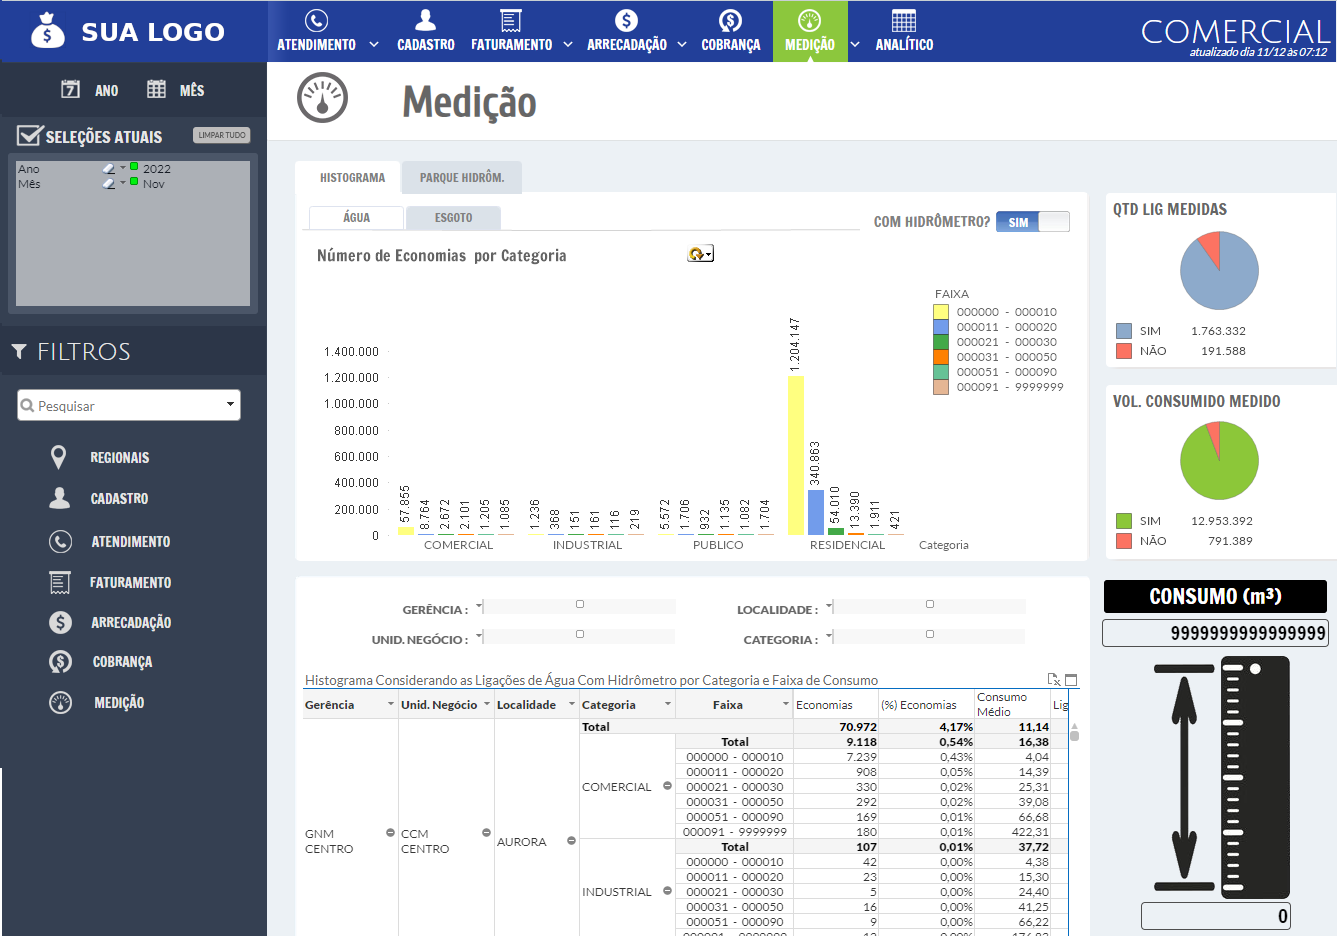 SUA LOGO
ATENDIMENTO
CADASTRO
FATURAMENTO
ARRECADAÇÃO
COBRANÇA
MEDIÇÃO
ANALÍTICO
COMERCIAL
atualizado dia 11/12 às 07:12
ANO
MÊS
SELEÇÕES ATUAIS
LIMPAR TUDO
Ano 2022
Mês Nov
FILTROS
Pesquisar
REGIONAIS
CADASTRO
ATENDIMENTO
FATURAMENTO
ARRECADAÇÃO
COBRANÇA
MEDIÇÃO
Medição
HISTOGRAMA
PARQUE HIDRÔM.
ÁGUA
ESGOTO
COM HIDRÔMETRO?
SIM
Número de Economias por Categoria
FAIXA
000000 - 000010
000011 - 000020
000021 - 000030
000031 - 000050
000051 - 000090
000091 - 9999999
1.400.000
1.200.000
1.000.000
800.000
600.000
400.000
200.000
0
57.855
8.764
2.672
2.101
1.205
1.085
1.236
368
151
161
116
219
5.572
1.706
932
1.135
1.082
1.704
1.204.147
340.863
54.010
13.390
1.911
421
COMERCIAL
INDUSTRIAL
PUBLICO
RESIDENCIAL
Categoria
QTD LIG MEDIDAS
SIM 1.763.332
NÃO 191.588
VOL. CONSUMIDO MEDIDO
SIM 12.953.392
NÃO 791.389
CONSUMO (m³)
9999999999999999
0
GERÊNCIA :
LOCALIDADE :
UNID. NEGÓCIO :
CATEGORIA :
Histograma Considerando as Ligações de Água Com Hidrômetro por Categoria e Faixa de Consumo
Gerência Unid. Negócio Localidade Categoria Faixa Economias (%) Economias Consumo Médio Lig
Total 70.972 4,17% 11,14
Total 9.118 0,54% 16,38
000000 - 000010 7.239 0,43% 4,04
000011 - 000020 908 0,05% 14,39
COMERCIAL 000021 - 000030 330 0,02% 25,31
000031 - 000050 292 0,02% 39,08
000051 - 000090 169 0,01% 66,68
000091 - 9999999 180 0,01% 422,31
GNM CENTRO
CCM CENTRO
AURORA
Total 107 0,01% 37,72
000000 - 000010 42 0,00% 4,38
000011 - 000020 23 0,00% 15,30
INDUSTRIAL 000021 - 000030 5 0,00% 24,40
000031 - 000050 16 0,00% 41,25
000051 - 000090 9 0,00% 66,22